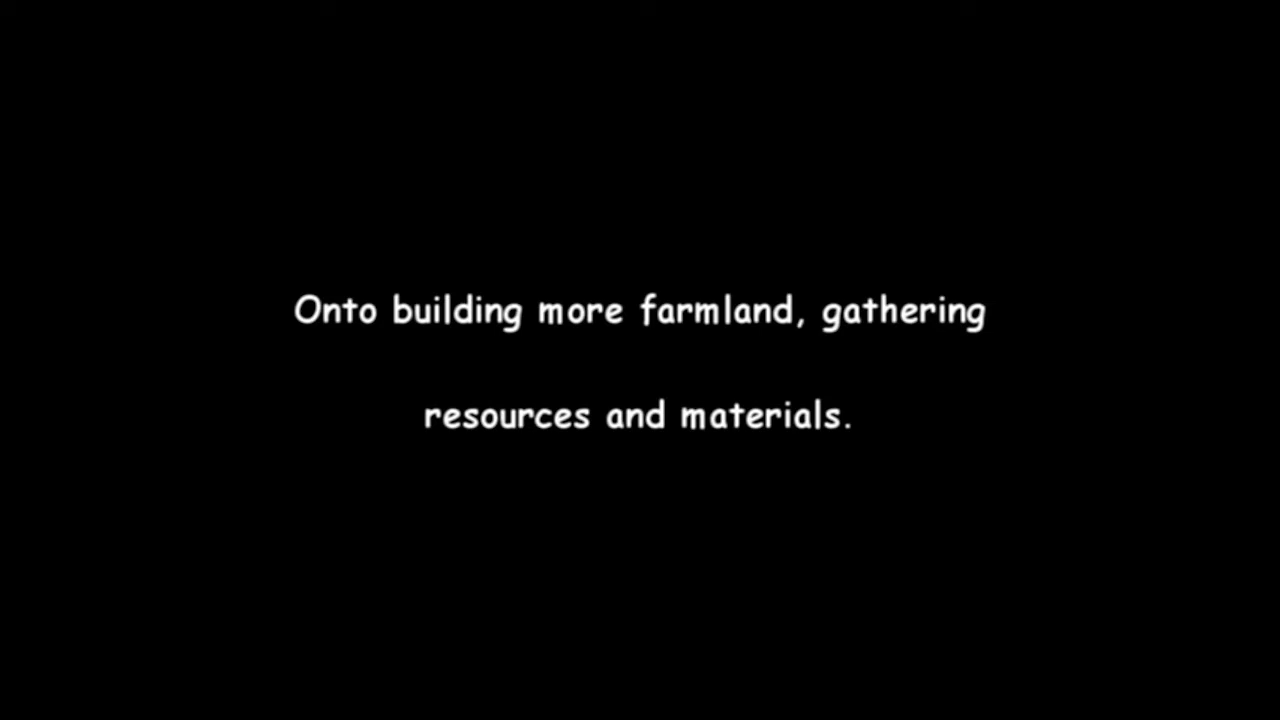 Onto building more farmland, gathering
resources and materials.